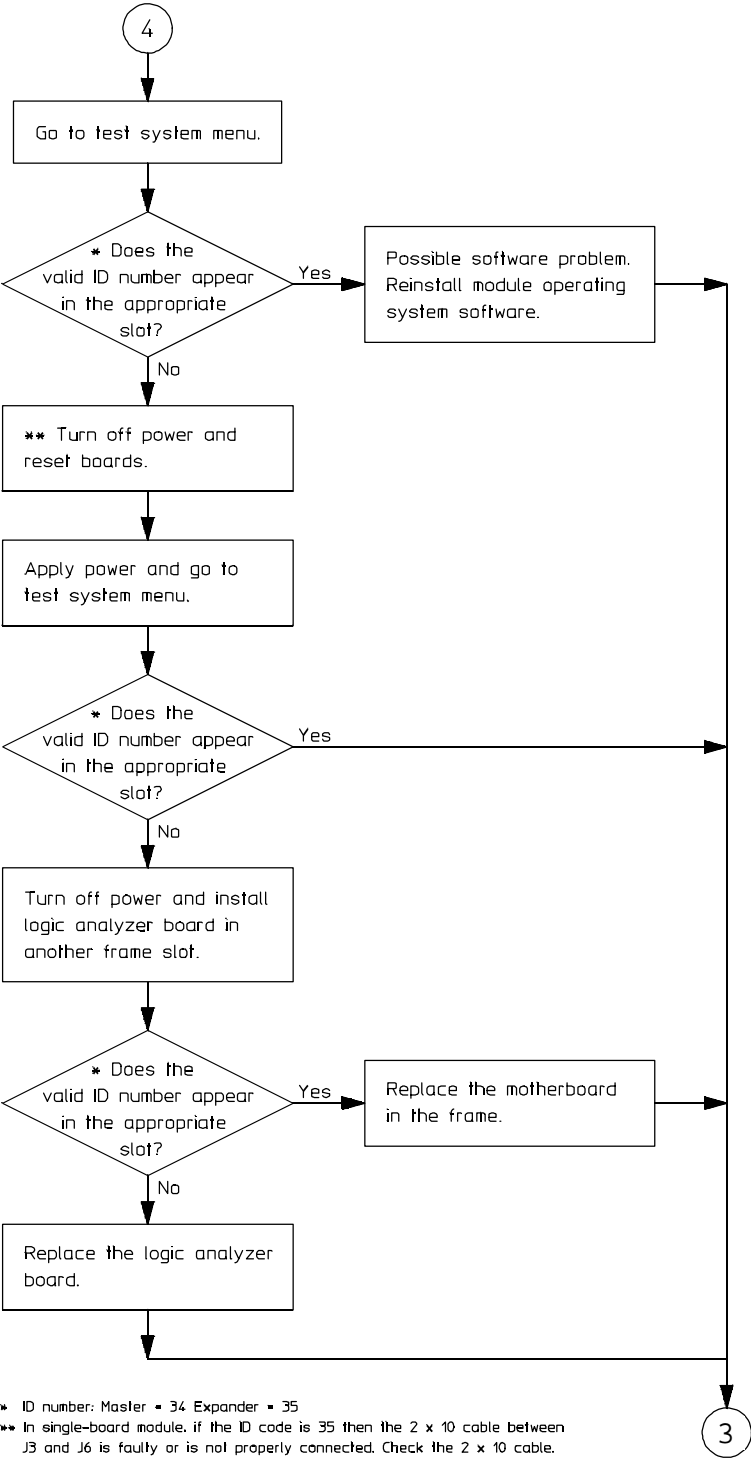 4
Go to test system menu.
* Does the
valid ID number appear
in the appropriate
slot?
Yes
Possible software problem.
Reinstall module operating
system software.
No
** Turn off power and
reset boards.
Apply power and go to
test system menu.
* Does the
valid ID number appear
in the appropriate
slot?
Yes
No
Turn off power and install
logic analyzer board in
another frame slot.
* Does the
valid ID number appear
in the appropriate
slot?
Yes
Replace the motherboard
in the frame.
No
Replace the logic analyzer
board.
* ID number: Master = 34 Expander = 35
** In single-board module, if the ID code is 35 then the 2 x 10 cable between
J3 and J6 is faulty or is not properly connected. Check the 2 x 10 cable.
3